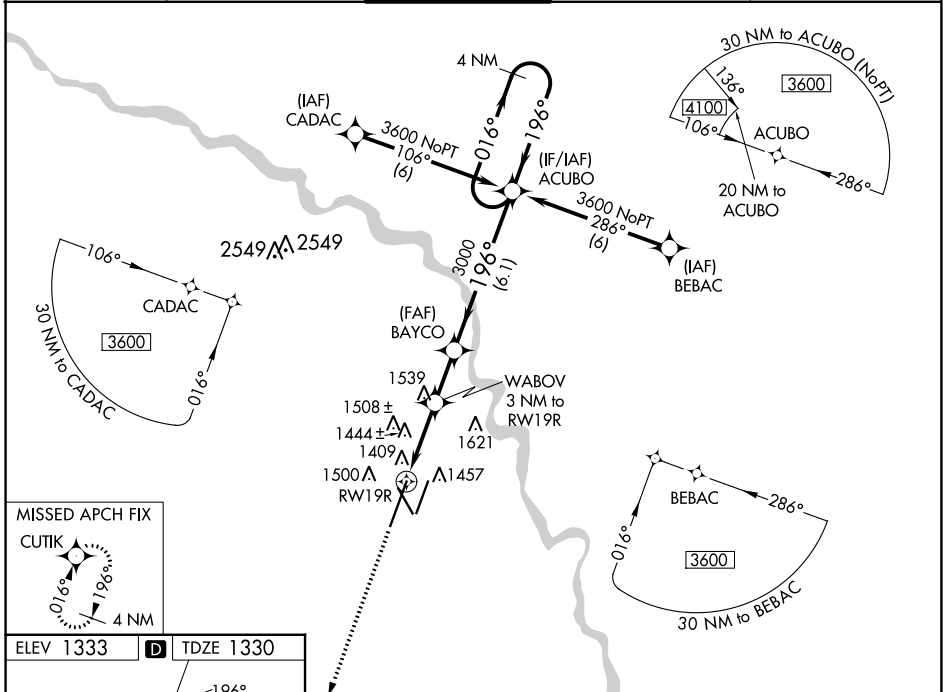 30 NM to ACUBO (NoPT)
136°
3600
4100
106°
ACUBO
286°
20 NM to
ACUBO
4 NM
016°
196°
(IAF)
CADAC
3600 NoPT
106°
(6)
(IF/IAF)
ACUBO
3600 NoPT
286°
(6)
(IAF)
BEBAC
2549
2549
3000
196°
(6.1)
106°
CADAC
3600
016°
30 NM to CADAC
(FAF)
BAYCO
1539
WABOV
3 NM to
RW19R
1508 ±
1444 ±
1621
1409
1500
1457
RW19R
BEBAC
286°
016°
3600
30 NM to BEBAC
MISSED APCH FIX
CUTIK
016°
196°
4 NM
ELEV 1333
D
TDZE 1330
196°